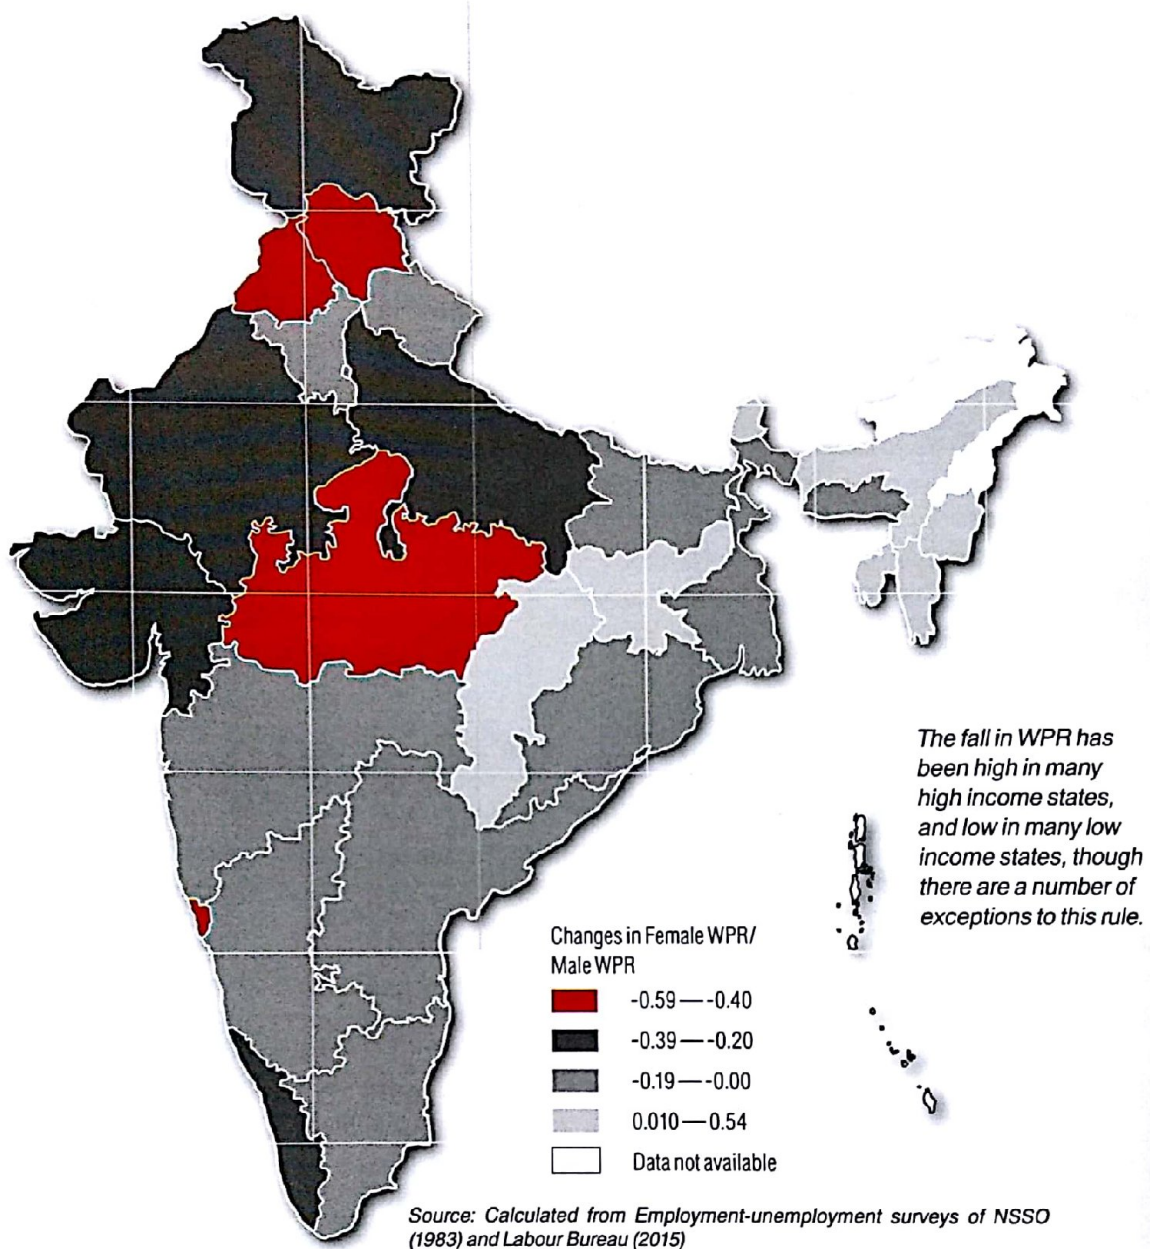 The fall in WPR has
been high in many
high income states,
and low in many low
income states, though
there are a number of
exceptions to this rule.
Changes in Female WPR/
Male WPR
-0.59 — -0.40
-0.39 — -0.20
-0.19 — -0.00
0.010 — 0.54
Data not available
Source: Calculated from Employment-unemployment surveys of NSSO
(1983) and Labour Bureau (2015)